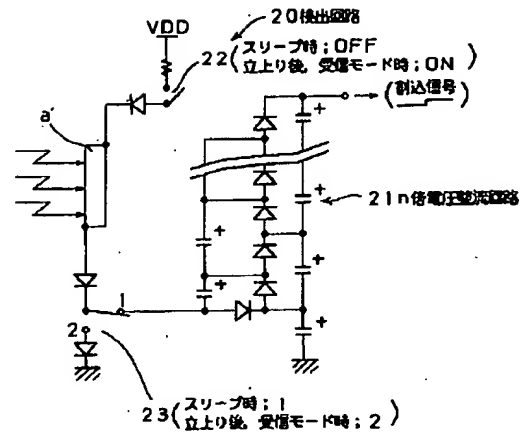 20検出回路
VDD
22(スリープ時;OFF
立上り後, 受信モード時;ON)
(割込信号)
a'
+
+
21n倍電圧整流回路
+
+
+
+
1
2
23(スリープ時;1
立上り後, 受信モード時;2)